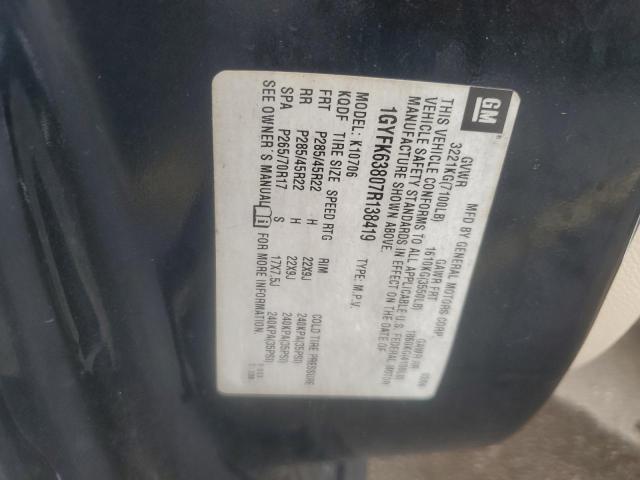 GM
MFD BY GENERAL MOTORS CORP
GVWR GAWR FRT GAWR RR
3221KG(7100LB) 1610KG(3550LB)
THIS VEHICLE CONFORMS TO ALL APPLICABLE U.S. FEDERAL MOTOR
VEHICLE SAFETY STANDARDS IN EFFECT ON THE DATE OF
MANUFACTURE SHOWN ABOVE.
1GYFK63807R138419
TYPE: M.P.V.
MODEL: K10706
KQDF TIRE SIZE SPEED RTG RIM COLD TIRE PRESSURE
FRT P285/45R22 H 22X9J 240KPA(35PSI)
RR P285/45R22 H 22X9J 240KPA(35PSI)
SPA P265/70R17 S 17X7.5J 240KPA(35PSI)
SEE OWNER'S MANUAL FOR MORE INFORMATION.